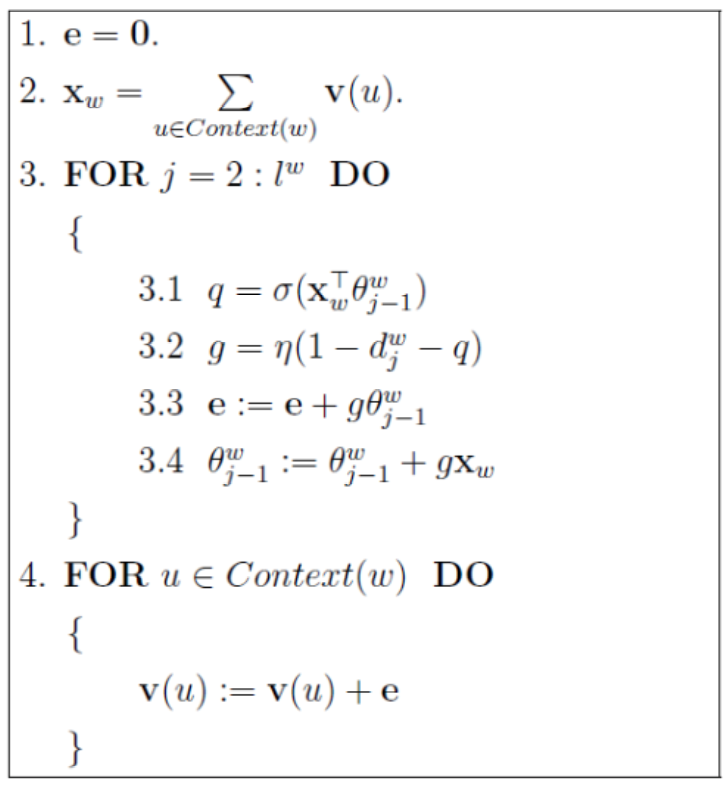 1. e = 0.
2. x_w = ∑_{u∈Context(w)} v(u).
3. FOR j = 2 : l^w DO
{
3.1 q = σ(x_w^⊤ θ_{j−1}^w)
3.2 g = η(1 − d_j^w − q)
3.3 e := e + gθ_{j−1}^w
3.4 θ_{j−1}^w := θ_{j−1}^w + gx_w
}
4. FOR u ∈ Context(w) DO
{
v(u) := v(u) + e
}